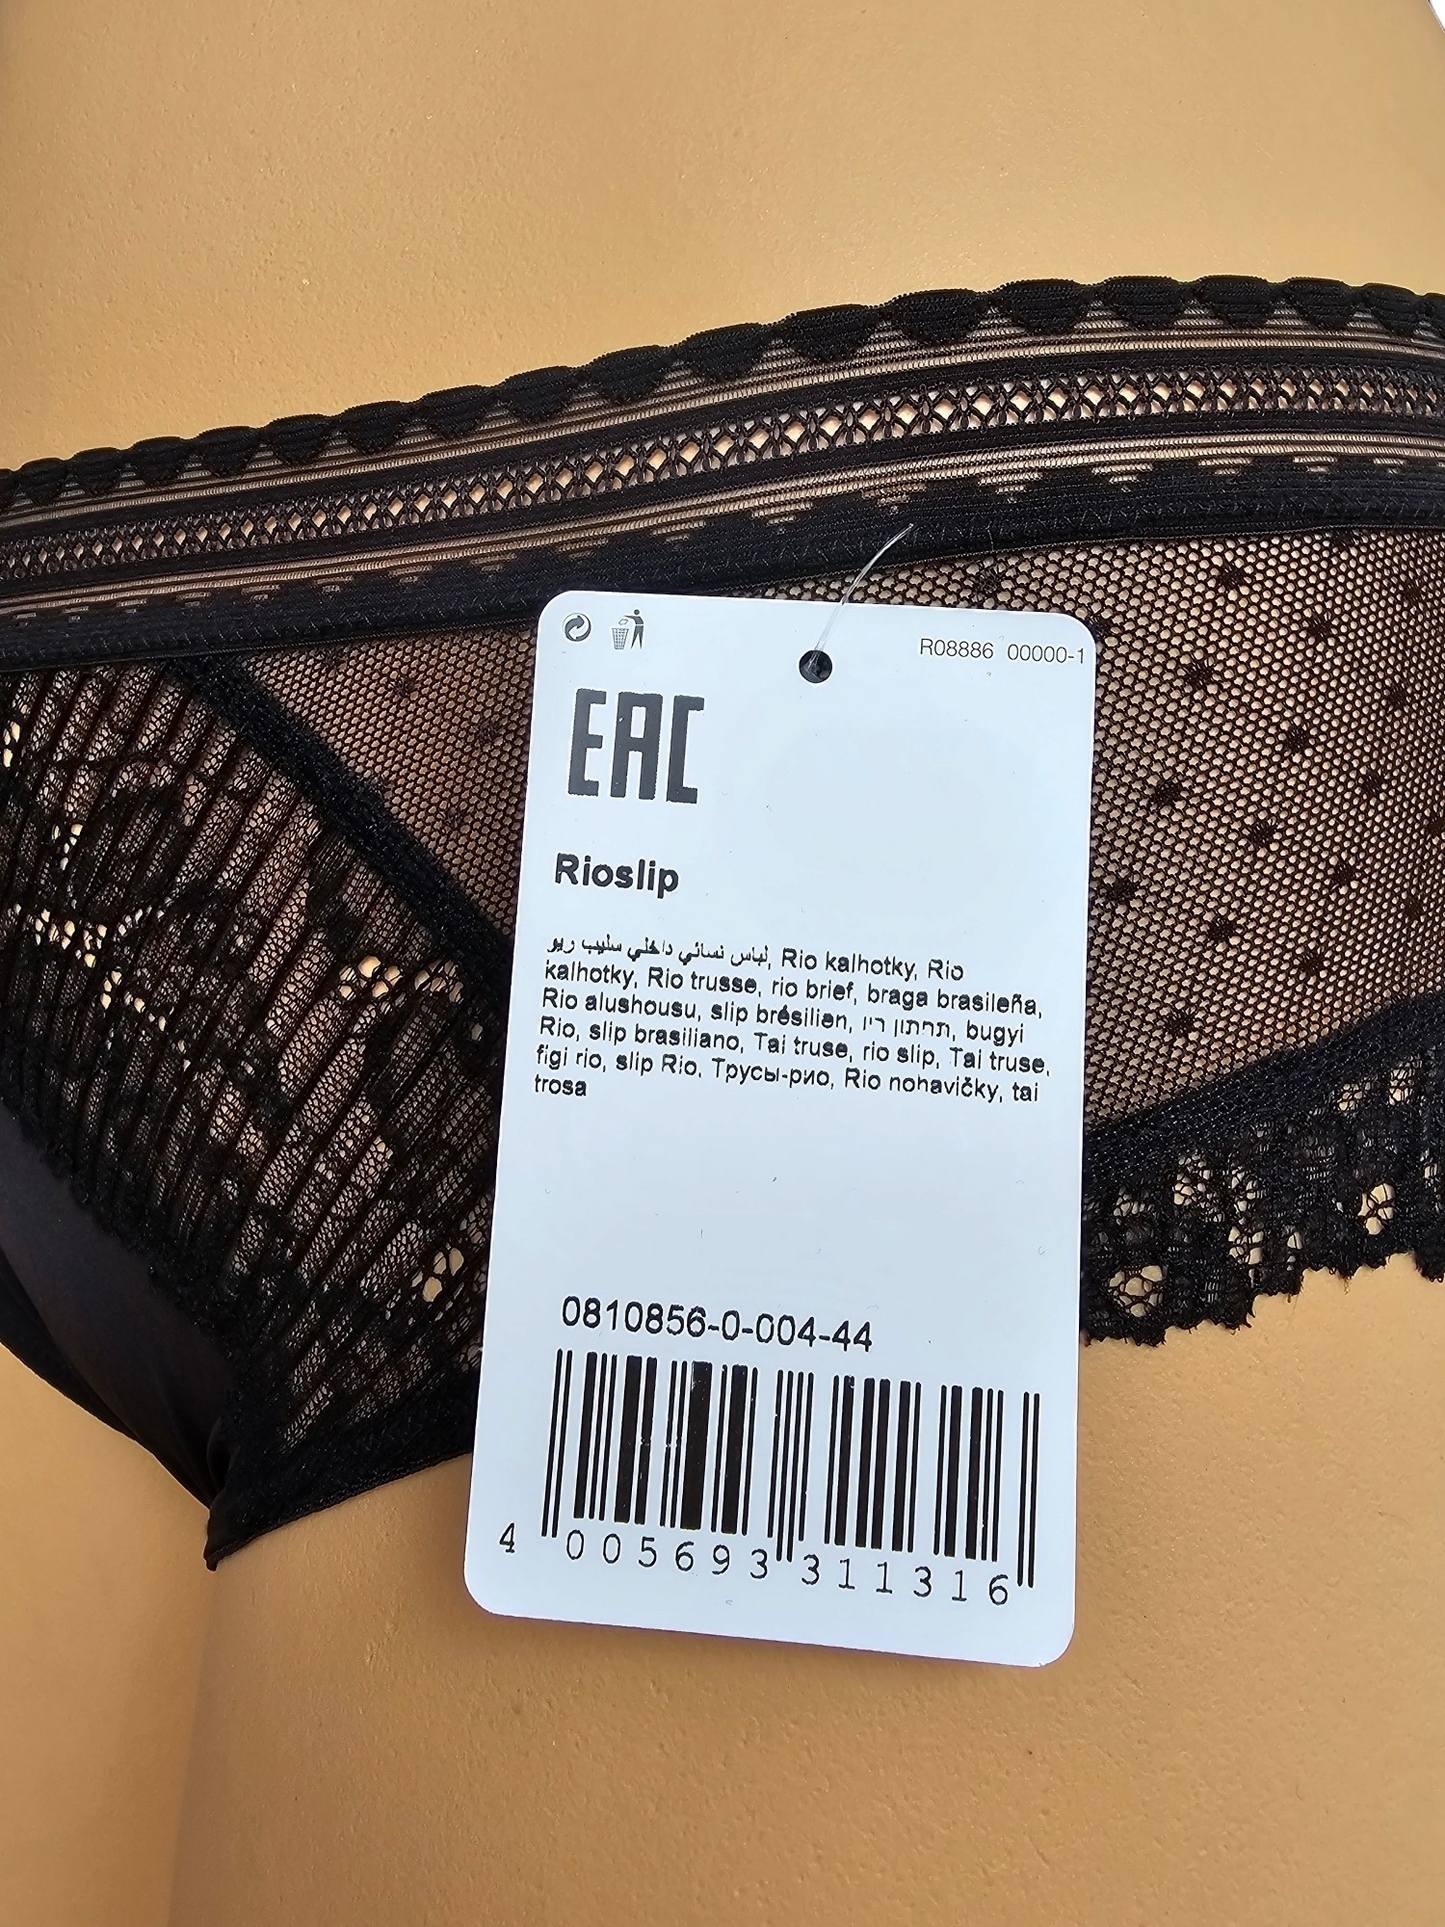 R08886 00000-1
EAC
Rioslip
لباس نسائي داخلي سليب ريو, Rio kalhotky, Rio
kalhotky, Rio trusse, rio brief, braga brasileña,
Rio alushousu, slip brésilien, תחתון ריו, bugyi
Rio, slip brasiliano, Tai truse, rio slip, Tai truse,
figi rio, slip Rio, Трусы-рио, Rio nohavičky, tai
trosa
0810856-0-004-44
4 005693 311316